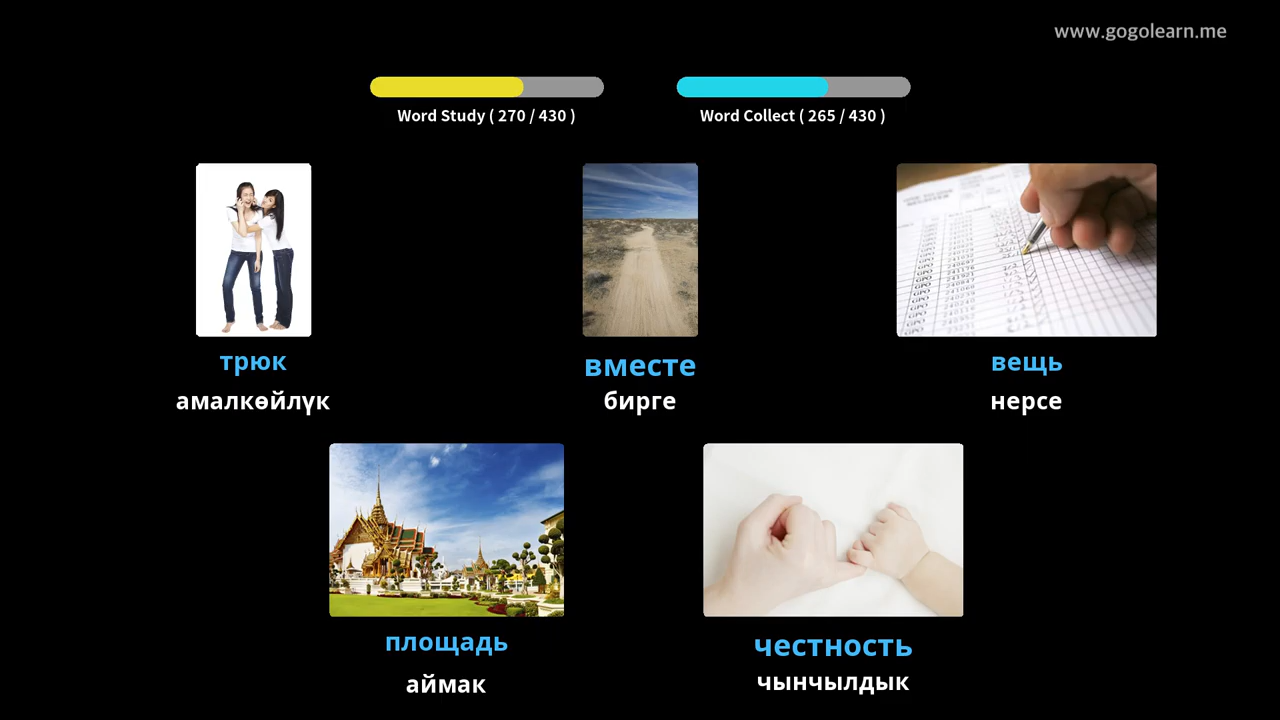 www.gogolearn.me
Word Study ( 270 / 430 )
Word Collect ( 265 / 430 )
трюк
вместе
вещь
амалкөйлүк
бирге
нерсе
площадь
честность
аймак
чынчылдык